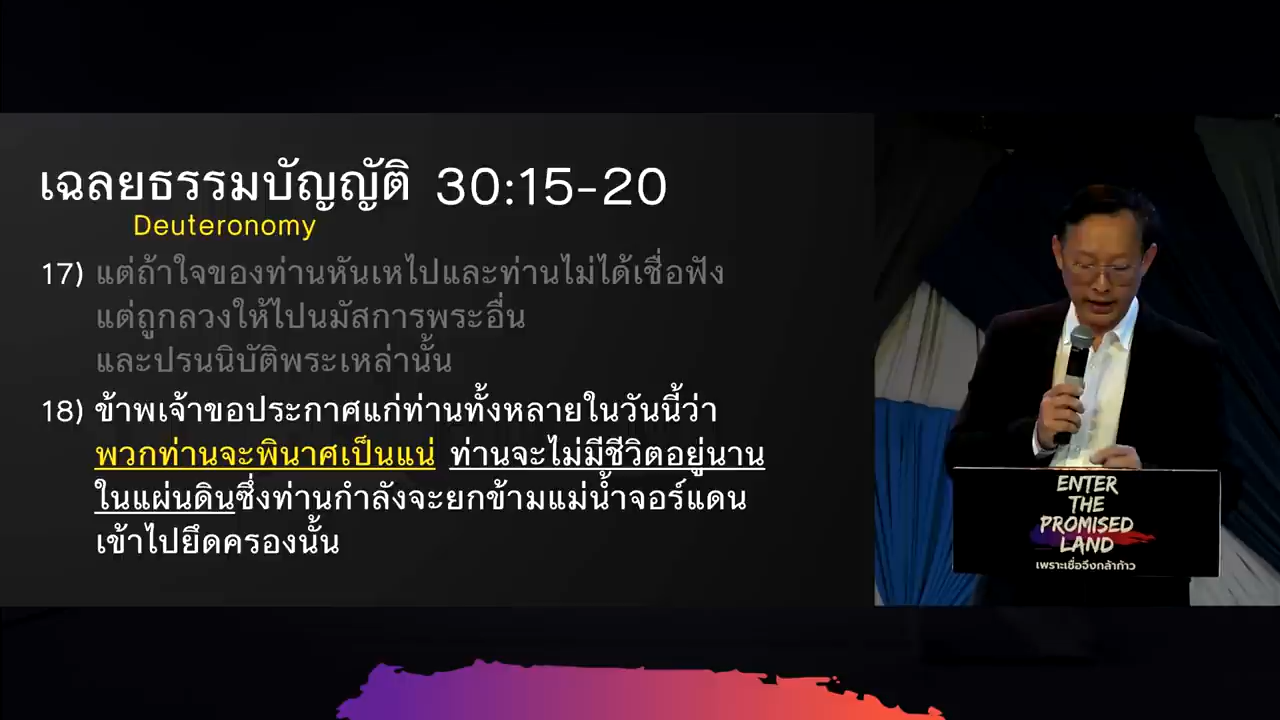 เฉลยธรรมบัญญัติ 30:15-20
Deuteronomy
17) แต่ถ้าใจของท่านหันเหไปและท่านไม่ได้เชื่อฟัง
แต่ถูกลวงให้ไปนมัสการพระอื่น
และปรนนิบัติพระเหล่านั้น
18) ข้าพเจ้าขอประกาศแก่ท่านทั้งหลายในวันนี้ว่า
พวกท่านจะพินาศเป็นแน่ ท่านจะไม่มีชีวิตอยู่นาน
ในแผ่นดินซึ่งท่านกำลังจะยกข้ามแม่น้ำจอร์แดน
เข้าไปยึดครองนั้น
ENTER
THE
PROMISED
LAND
เพราะเชื่อจึงกล้าก้าว